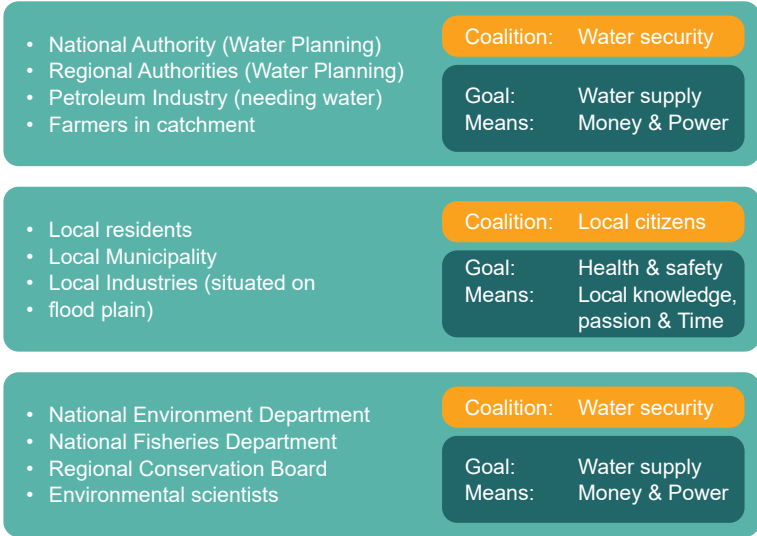 • National Authority (Water Planning)
• Regional Authorities (Water Planning)
• Petroleum Industry (needing water)
• Farmers in catchment
Coalition: Water security
Goal: Water supply
Means: Money & Power
• Local residents
• Local Municipality
• Local Industries (situated on
• flood plain)
Coalition: Local citizens
Goal: Health & safety
Means: Local knowledge,
passion & Time
• National Environment Department
• National Fisheries Department
• Regional Conservation Board
• Environmental scientists
Coalition: Water security
Goal: Water supply
Means: Money & Power